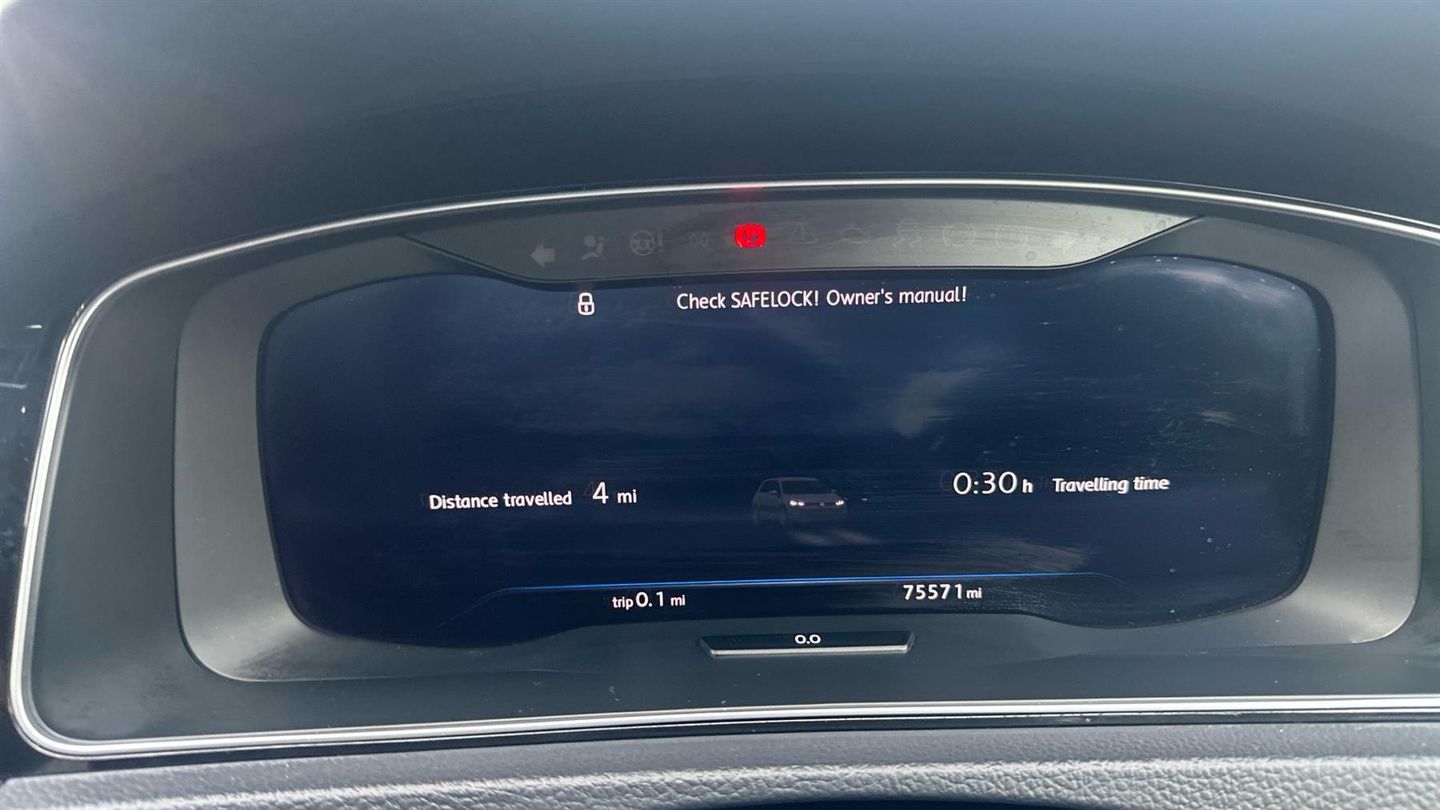 Check SAFELOCK! Owner's manual!
Distance travelled 4 mi
0:30 h Travelling time
trip 0.1 mi
75571 mi
0.0